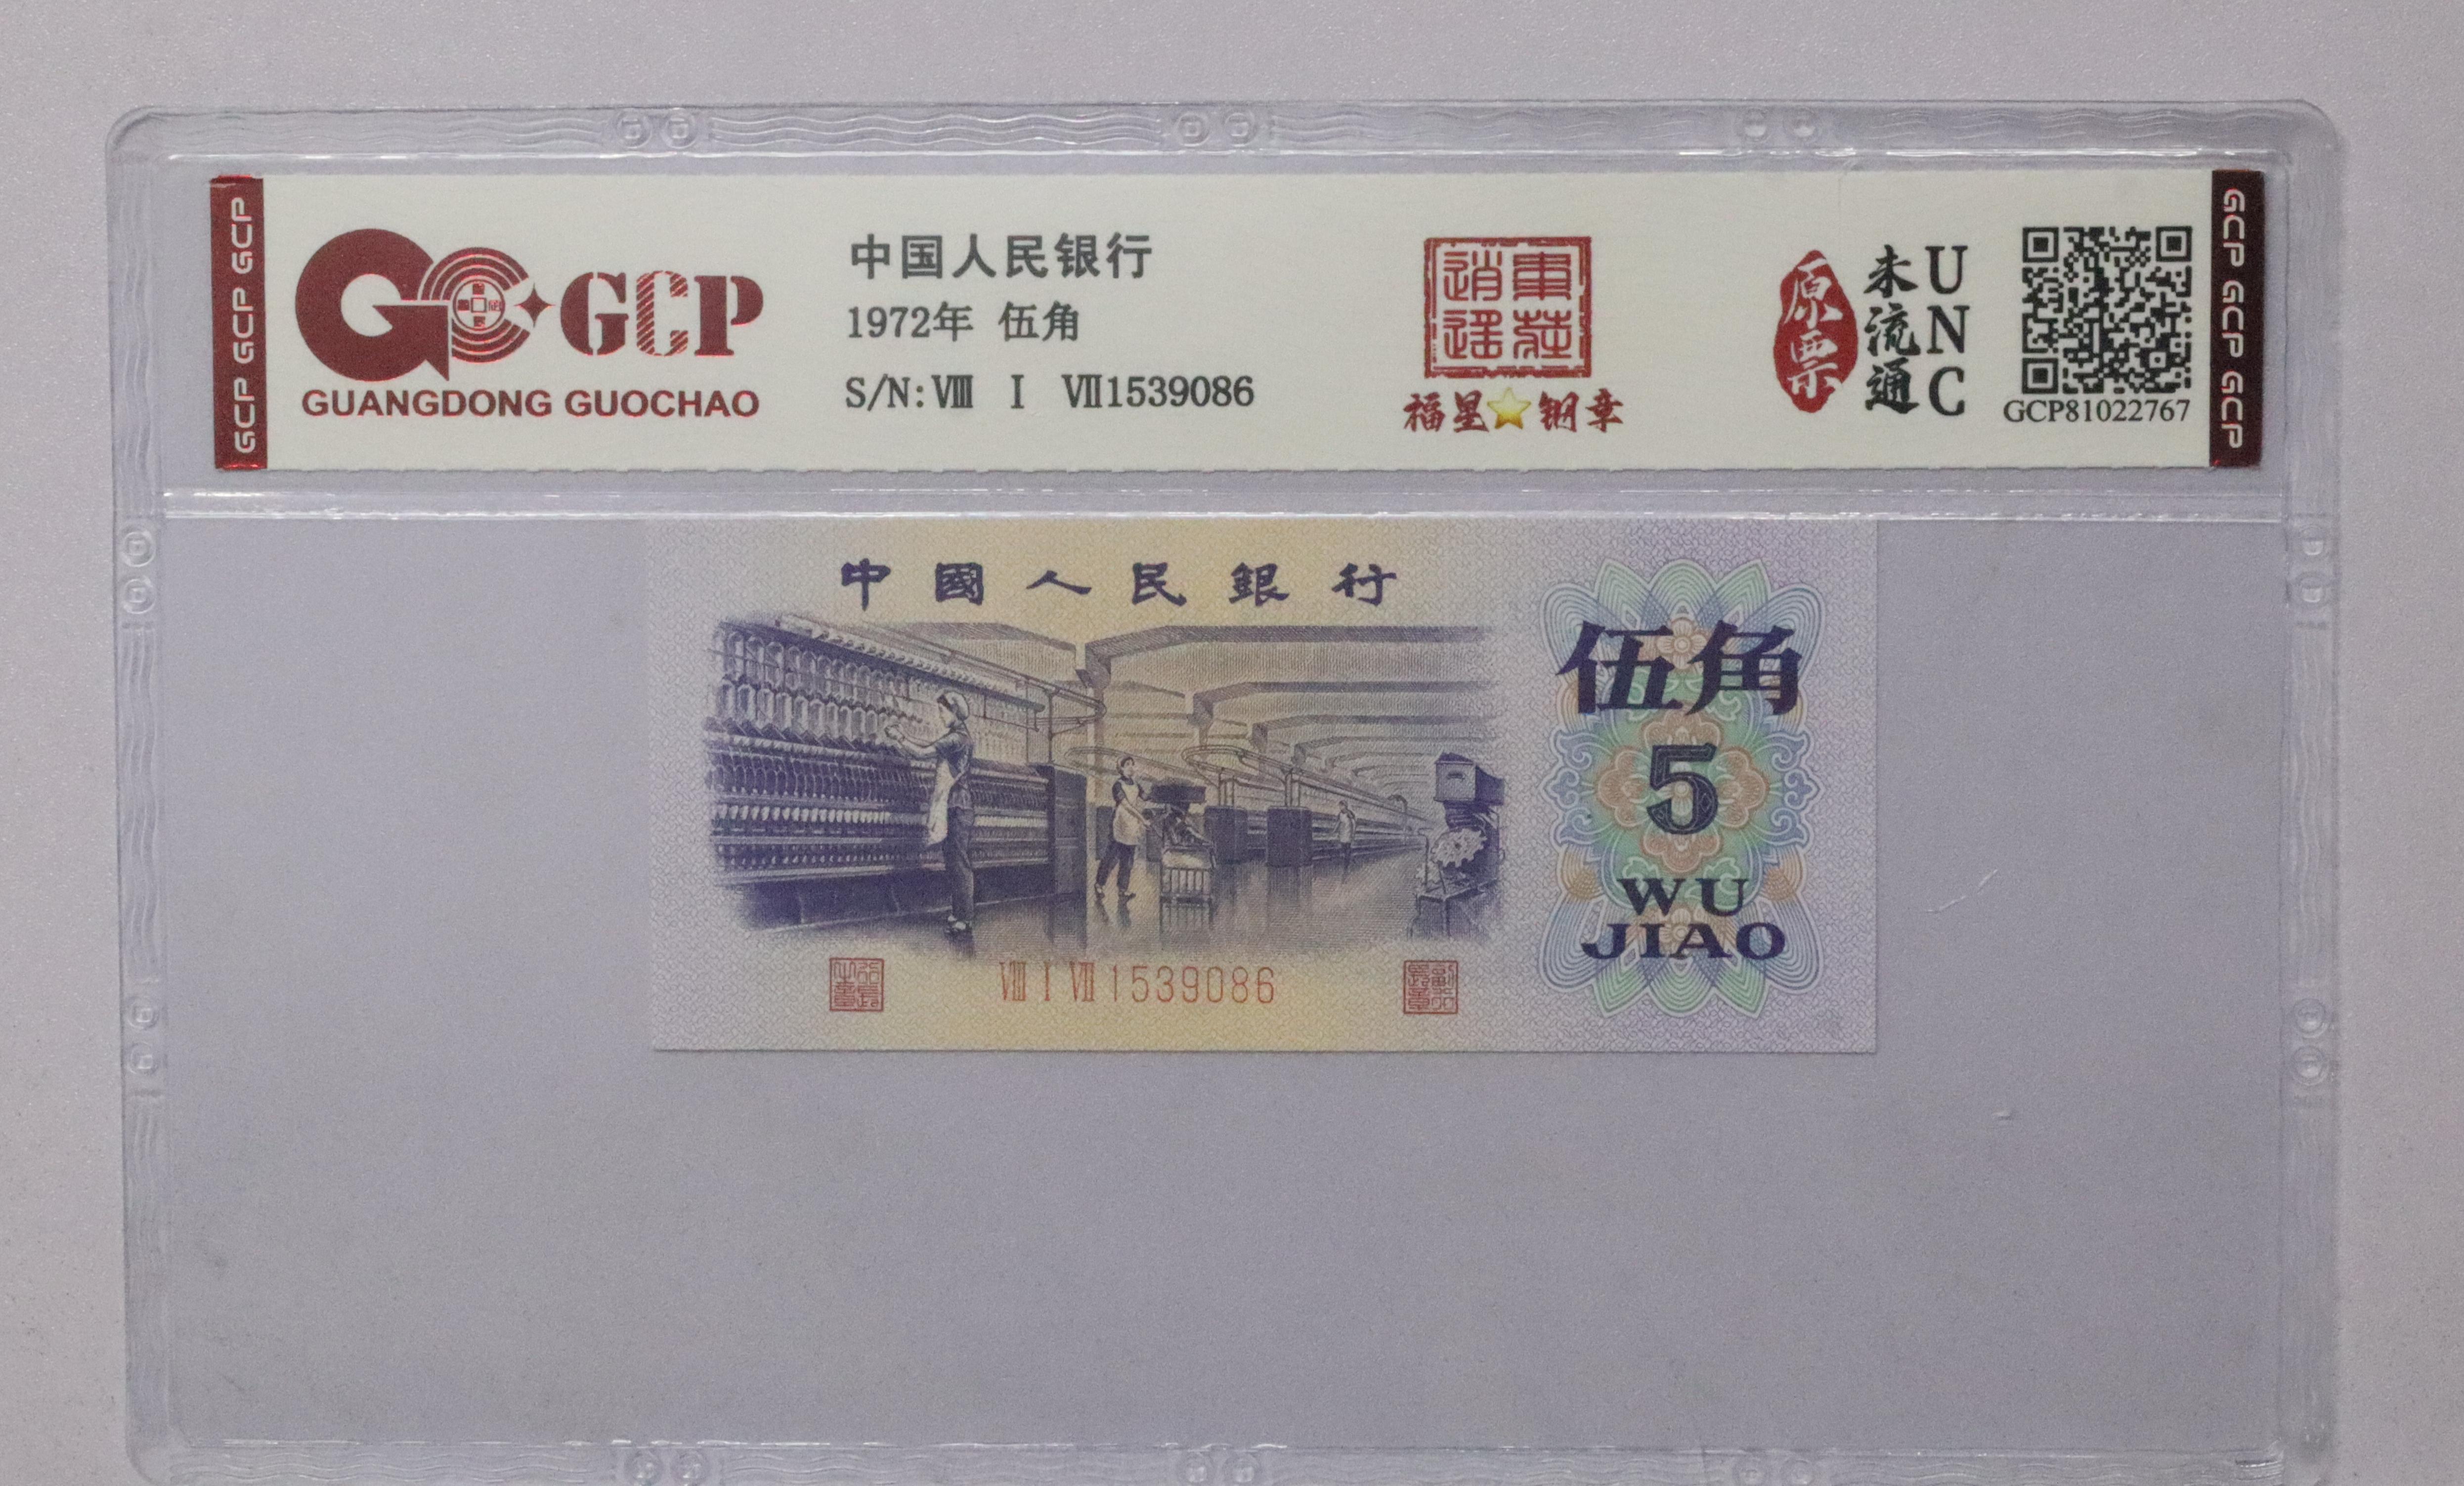 GCP GCP GCP
GCP
GUANGDONG GUOCHAO
中国人民银行
1972年 伍角
S/N:Ⅷ Ⅰ Ⅶ1539086
東莊
逍遥
福星⭐钢章
原票
未流通
UNC
GCP81022767
GCP GCP GCP
中國人民銀行
伍角
5
WU
JIAO
Ⅷ Ⅰ Ⅶ 1539086